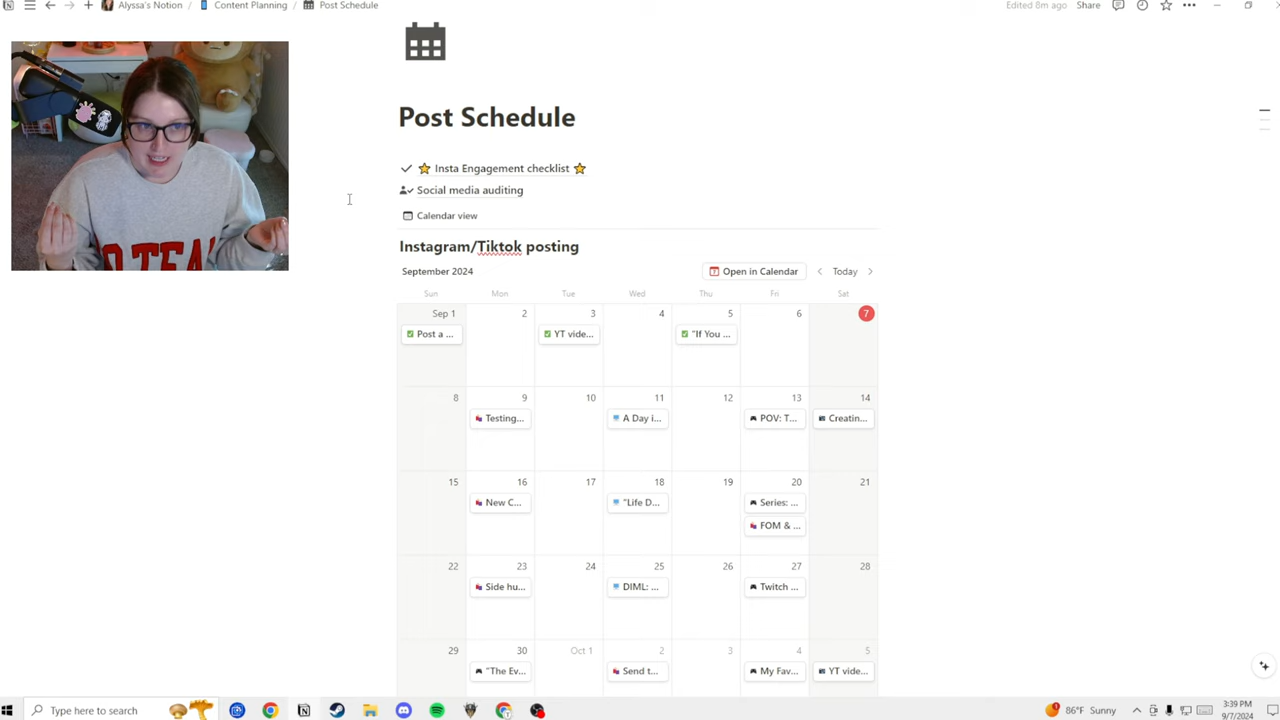 Alyssa's Notion / Content Planning / Post Schedule
Edited 8m ago Share
Post Schedule
Insta Engagement checklist
Social media auditing
Calendar view
Instagram/Tiktok posting
September 2024 Open in Calendar Today
Sun Mon Tue Wed Thu Fri Sat
Sep 1 2 3 4 5 6 7
Post a ... YT vide... "If You ...
8 9 10 11 12 13 14
Testing... A Day i... POV: T... Creatin...
15 16 17 18 19 20 21
New C... "Life D... Series: ...
FOM & ...
22 23 24 25 26 27 28
Side hu... DIML: ... Twitch ...
29 30 Oct 1 2 3 4 5
"The Ev... Send t... My Fav... YT vide...
Type here to search
86°F Sunny
3:39 PM
9/7/2024